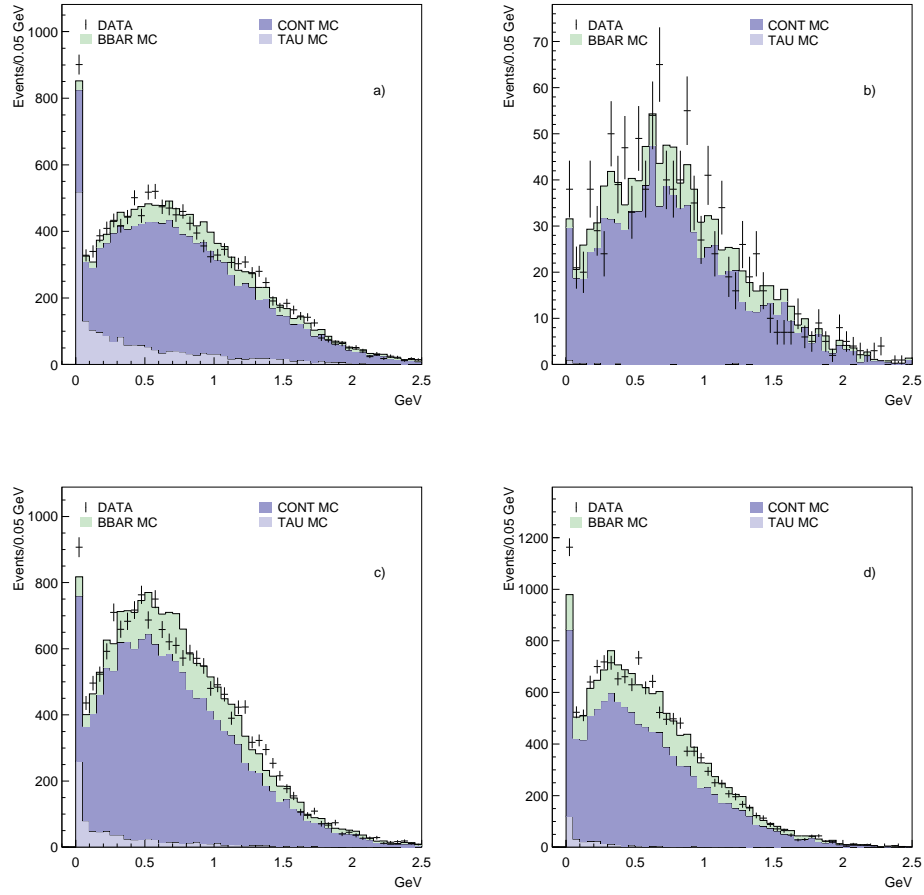 Events/0.05 GeV
DATA
BBAR MC
CONT MC
TAU MC
a)
1000
800
600
400
200
0
0 0.5 1 1.5 2 2.5
GeV
Events/0.05 GeV
DATA
BBAR MC
CONT MC
TAU MC
b)
70
60
50
40
30
20
10
0
0 0.5 1 1.5 2 2.5
GeV
Events/0.05 GeV
DATA
BBAR MC
CONT MC
TAU MC
c)
1000
800
600
400
200
0
0 0.5 1 1.5 2 2.5
GeV
Events/0.05 GeV
DATA
BBAR MC
CONT MC
TAU MC
d)
1200
1000
800
600
400
200
0
0 0.5 1 1.5 2 2.5
GeV